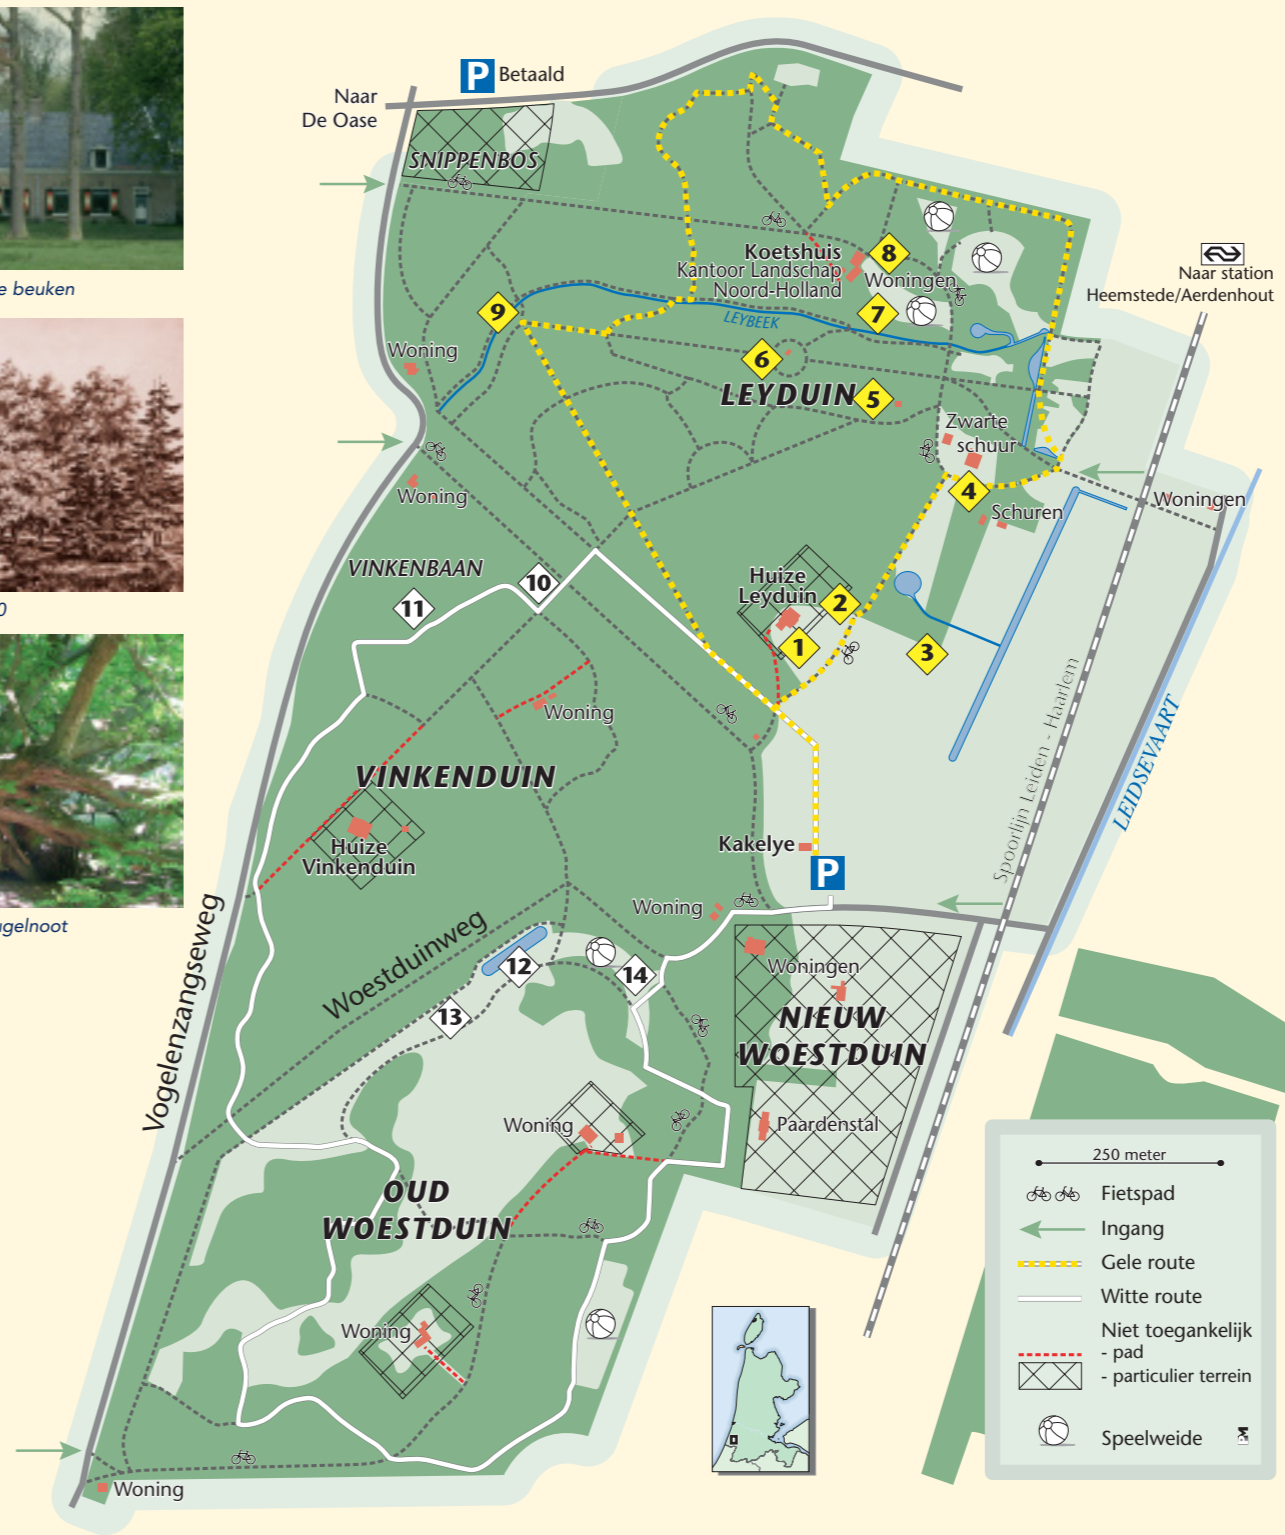 e beuken
0
gelnoot
P Betaald
Naar
De Oase
SNIPPENBOS
Koetshuis
Kantoor Landschap
Noord-Holland
8
Woningen
7
Naar station
Heemstede/Aerdenhout
9
LEYBEEK
Woning
6
LEYDUIN
5
Zwarte
schuur
4
Schuren
Woningen
Woning
VINKENBAAN
10
11
Huize
Leyduin
2
1
3
Woning
VINKENDUIN
Huize
Vinkenduin
Kakelye
P
Spoorlijn Leiden - Haarlem
LEIDSEVAART
Vogelenzangseweg
Woestduinweg
Woning
12
14
13
Woningen
NIEUW
WOESTDUIN
Woning
Paardenstal
OUD
WOESTDUIN
Woning
Woning
250 meter
Fietspad
Ingang
Gele route
Witte route
Niet toegankelijk
- pad
- particulier terrein
Speelweide